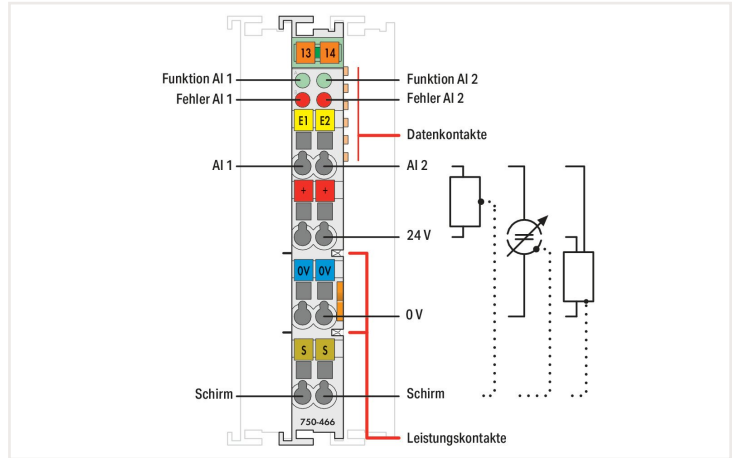 13 14
Funktion AI 1
Funktion AI 2
Fehler AI 1
Fehler AI 2
E1 E2
Datenkontakte
AI 1
AI 2
+ +
24 V
0V 0V
0 V
S S
Schirm
Schirm
750-466
Leistungskontakte